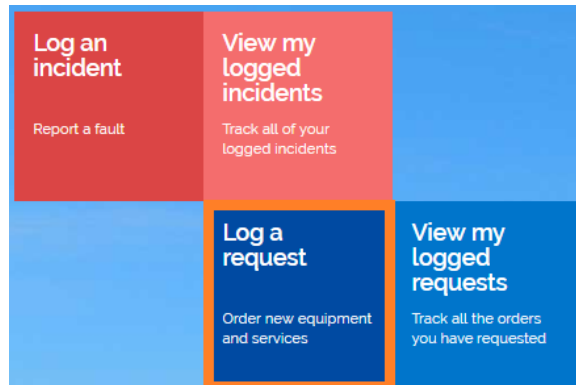 Log an
incident
Report a fault
View my
logged
incidents
Track all of your
logged incidents
Log a
request
Order new equipment
and services
View my
logged
requests
Track all the orders
you have requested